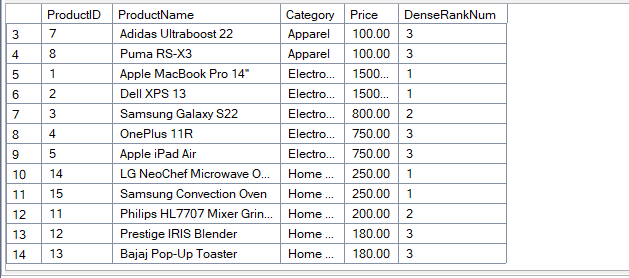 ProductID ProductName Category Price DenseRankNum
3 7 Adidas Ultraboost 22 Apparel 100.00 3
4 8 Puma RS-X3 Apparel 100.00 3
5 1 Apple MacBook Pro 14" Electro... 1500... 1
6 2 Dell XPS 13 Electro... 1500... 1
7 3 Samsung Galaxy S22 Electro... 800.00 2
8 4 OnePlus 11R Electro... 750.00 3
9 5 Apple iPad Air Electro... 750.00 3
10 14 LG NeoChef Microwave O... Home ... 250.00 1
11 15 Samsung Convection Oven Home ... 250.00 1
12 11 Philips HL7707 Mixer Grin... Home ... 200.00 2
13 12 Prestige IRIS Blender Home ... 180.00 3
14 13 Bajaj Pop-Up Toaster Home ... 180.00 3